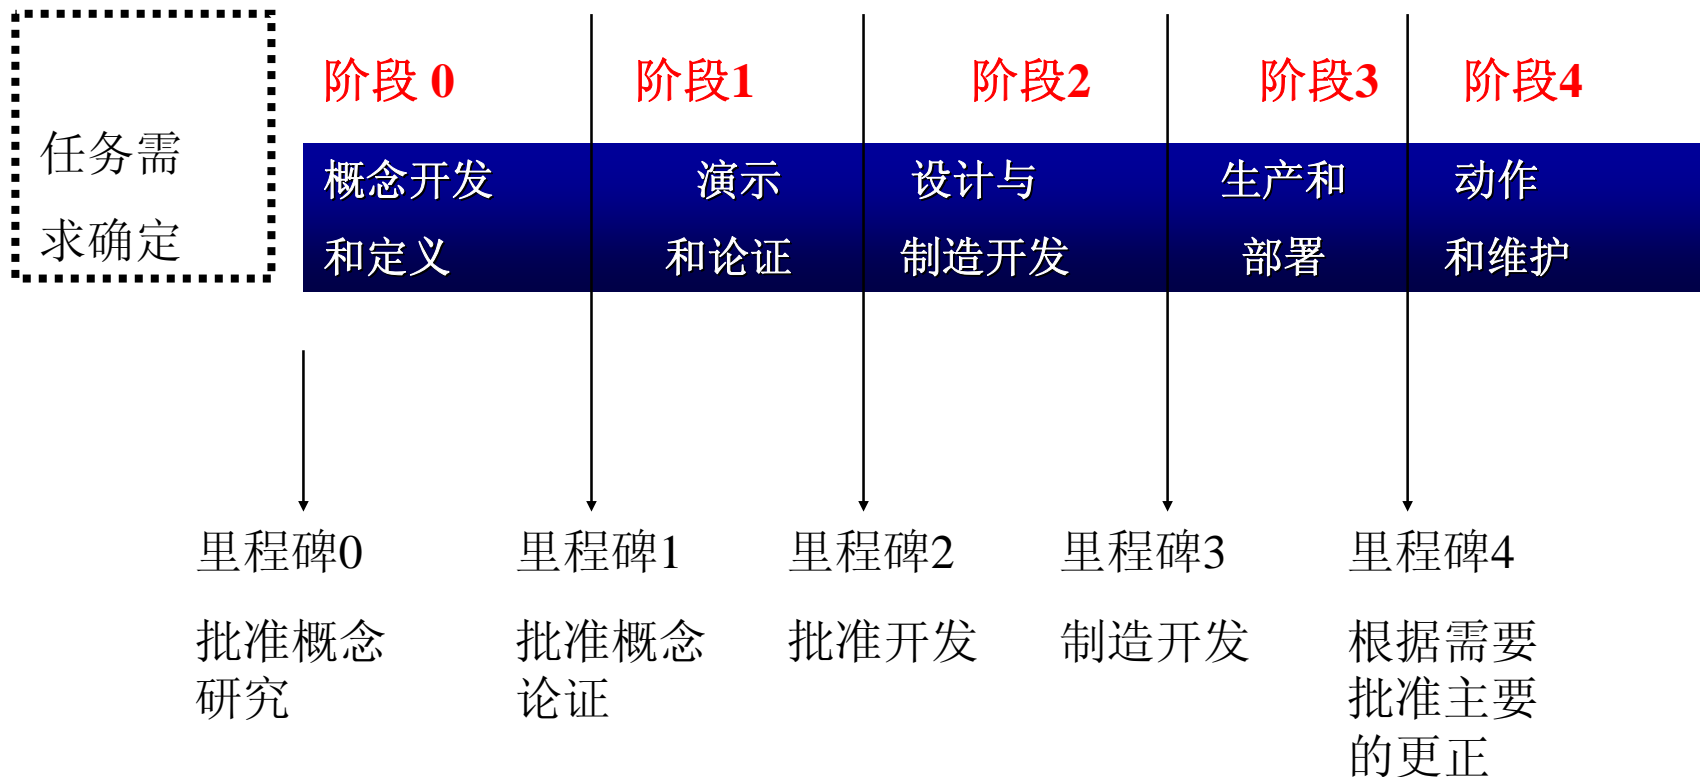 任务需
求确定
阶段 0
阶段1
阶段2
阶段3
阶段4
概念开发
和定义
演示
和论证
设计与
制造开发
生产和
部署
动作
和维护
里程碑0
批准概念
研究
里程碑1
批准概念
论证
里程碑2
批准开发
里程碑3
制造开发
里程碑4
根据需要
批准主要
的更正